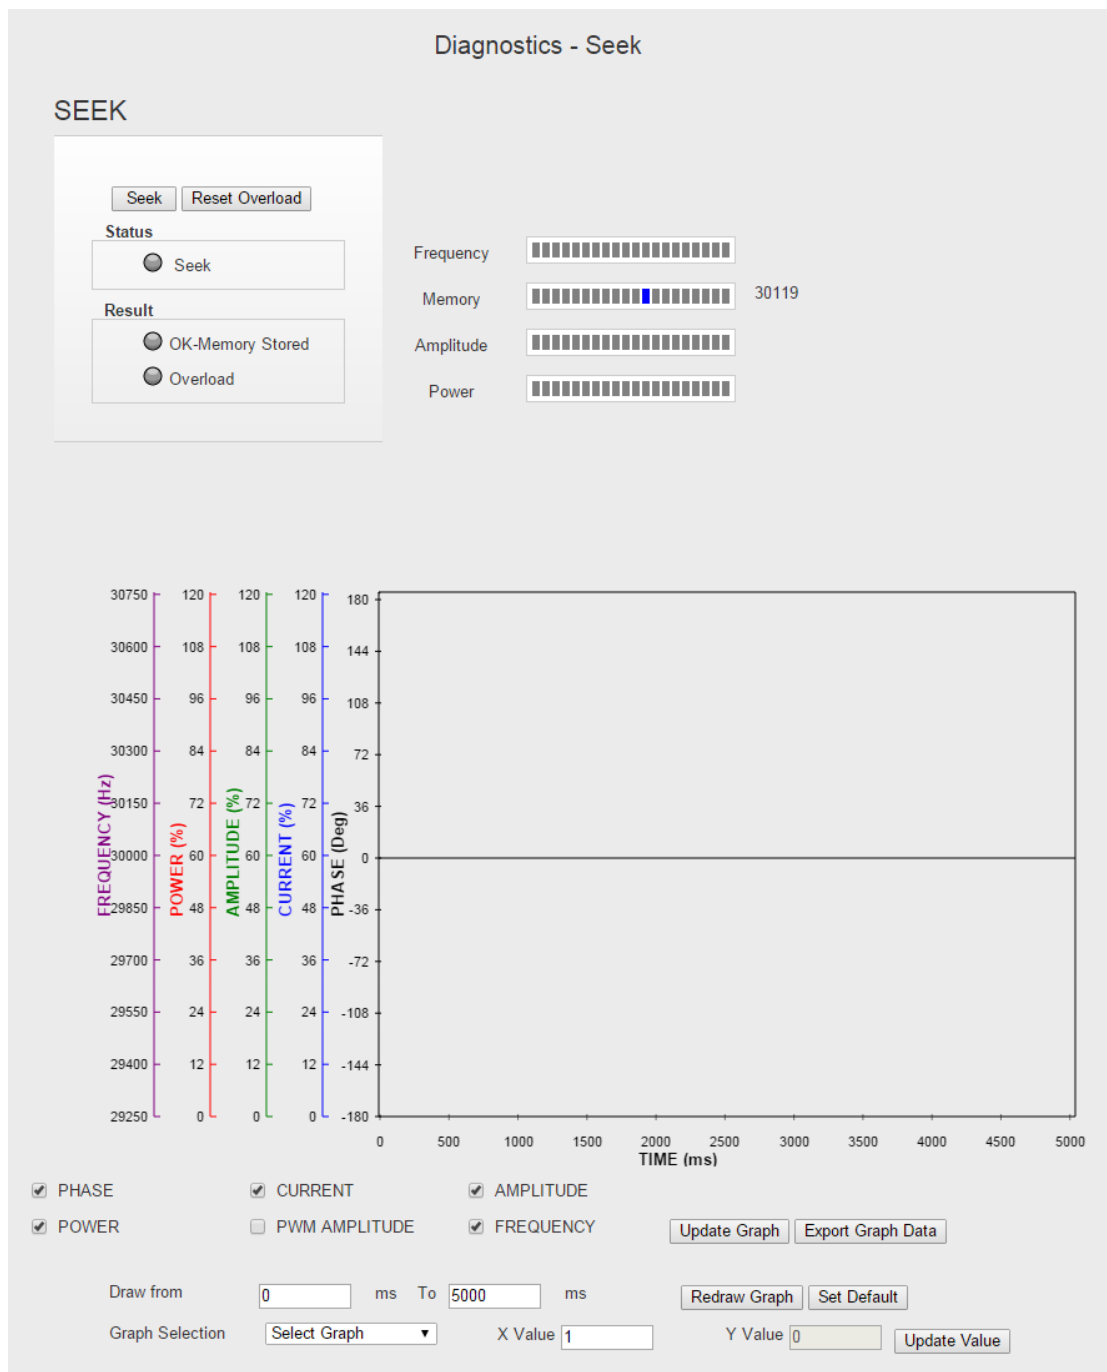 Diagnostics - Seek
SEEK
Seek Reset Overload
Status
Seek
Result
OK-Memory Stored
Overload
Frequency
Memory 30119
Amplitude
Power
30750 120 120 120 180
30600 108 108 108 144
30450 96 96 96 108
30300 84 84 84 72
30150 72 72 72 36
30000 60 60 60 0
29850 48 48 48 -36
29700 36 36 36 -72
29550 24 24 24 -108
29400 12 12 12 -144
29250 0 0 0 -180
FREQUENCY (Hz)
POWER (%)
AMPLITUDE (%)
CURRENT (%)
PHASE (Deg)
0 500 1000 1500 2000 2500 3000 3500 4000 4500 5000
TIME (ms)
PHASE CURRENT AMPLITUDE
POWER PWM AMPLITUDE FREQUENCY Update Graph Export Graph Data
Draw from 0 ms To 5000 ms Redraw Graph Set Default
Graph Selection Select Graph X Value 1 Y Value 0 Update Value